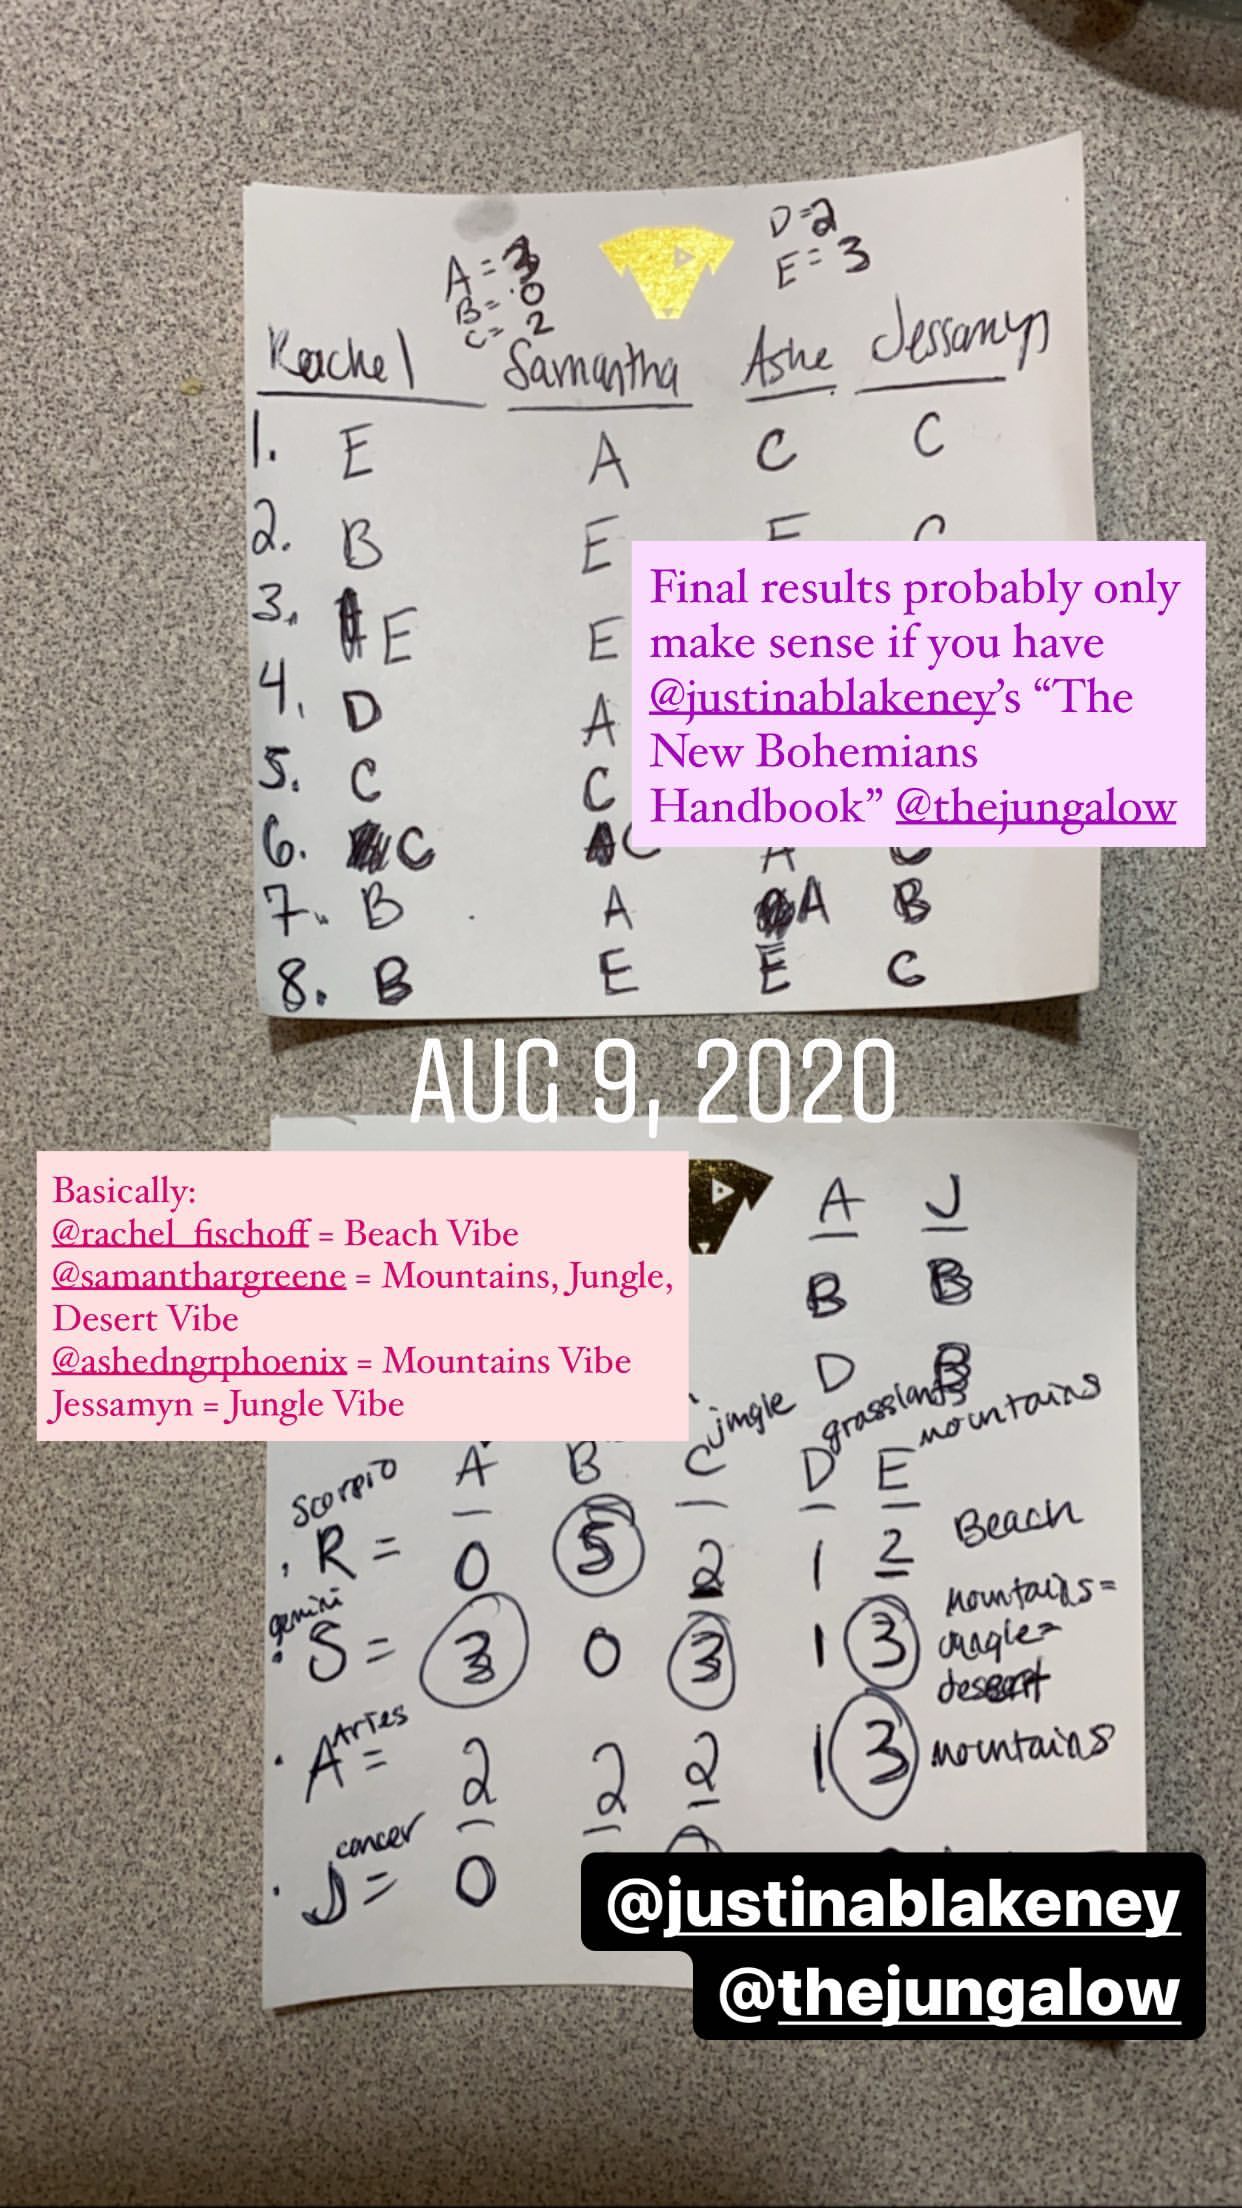 A = 3
B = 0
C = 2
D = 2
E = 3
Rachel Samantha Ashe Jessamyn
1. E A C C
2. B E E C
3. E E
4. D A
5. C C
6. C C A C
7. B A A B
8. B E E C
Final results probably only
make sense if you have
@justinablakeney’s “The
New Bohemians
Handbook” @thejungalow
AUG 9, 2020
Basically:
@rachel_fischoff = Beach Vibe
@samanthargreene = Mountains, Jungle,
Desert Vibe
@ashedngrphoenix = Mountains Vibe
Jessamyn = Jungle Vibe
A J
B B
D B
jungle grasslands mountains
A B C D E
Scorpio
R = 0 5 2 1 2 Beach
gemini
S = 3 0 3 1 3 Mountains =
jungle =
desert
Aries
A = 2 2 2 1 3 mountains
cancer
J = 0
@justinablakeney
@thejungalow